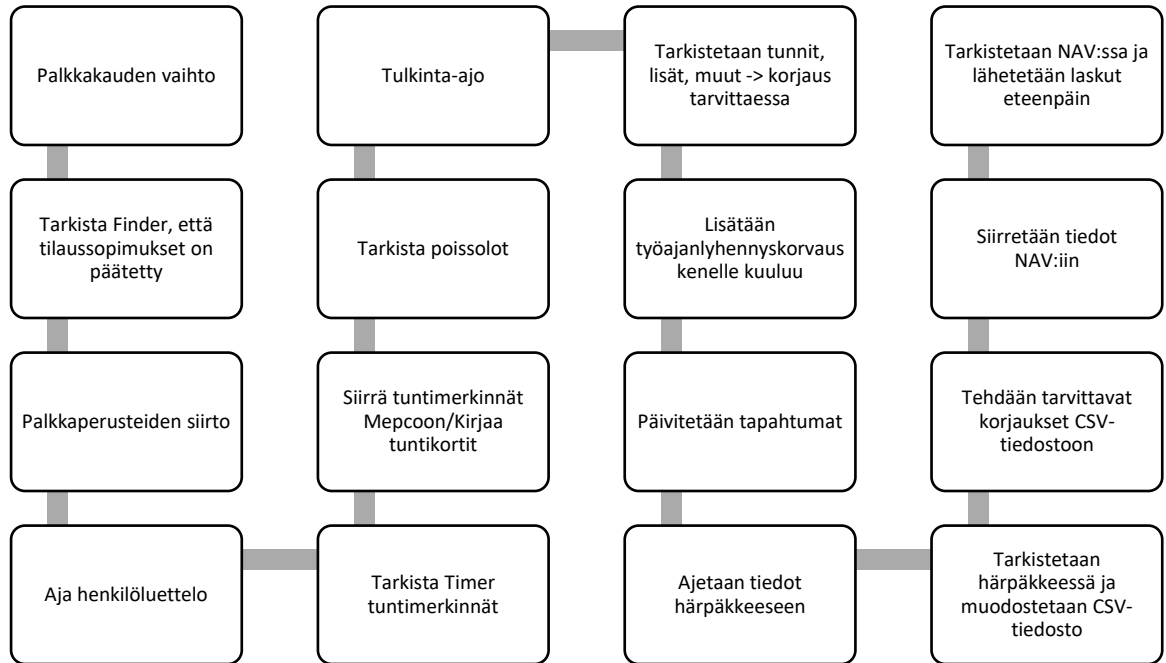 Palkkakauden vaihto
Tarkista Finder, että
tilaussopimukset on
päätetty
Palkkaperusteiden siirto
Aja henkilöluettelo
Tarkista Timer
tuntimerkinnät
Siirrä tuntimerkinnät
Mepcoon/Kirjaa
tuntikortit
Tarkista poissolot
Tulkinta-ajo
Tarkistetaan tunnit,
lisät, muut -> korjaus
tarvittaessa
Lisätään
työajanlyhennyskorvaus
kenelle kuuluu
Päivitetään tapahtumat
Ajetaan tiedot
härpäkkeeseen
Tarkistetaan
härpäkkeessä ja
muodostetaan CSV-
tiedosto
Tehdään tarvittavat
korjaukset CSV-
tiedostoon
Siirretään tiedot
NAV:iin
Tarkistetaan NAV:ssa ja
lähetetään laskut
eteenpäin